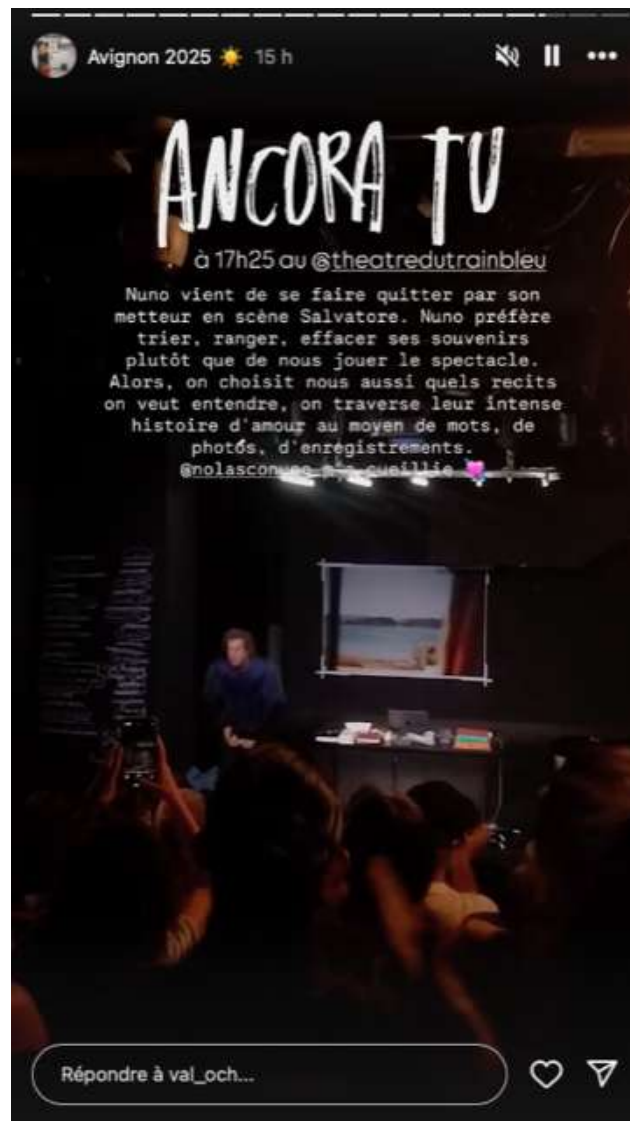 Avignon 2025 ☀️ 15 h
ANCORA TU
à 17h25 au @theatredutrainbleu
Nuno vient de se faire quitter par son
metteur en scène Salvatore. Nuno préfère
trier, ranger, effacer ses souvenirs
plutôt que de nous jouer le spectacle.
Alors, on choisit nous aussi quels recits
on veut entendre, on traverse leur intense
histoire d'amour au moyen de mots, de
photos, d'enregistrements.
cueillie 💘
Répondre à val_och...